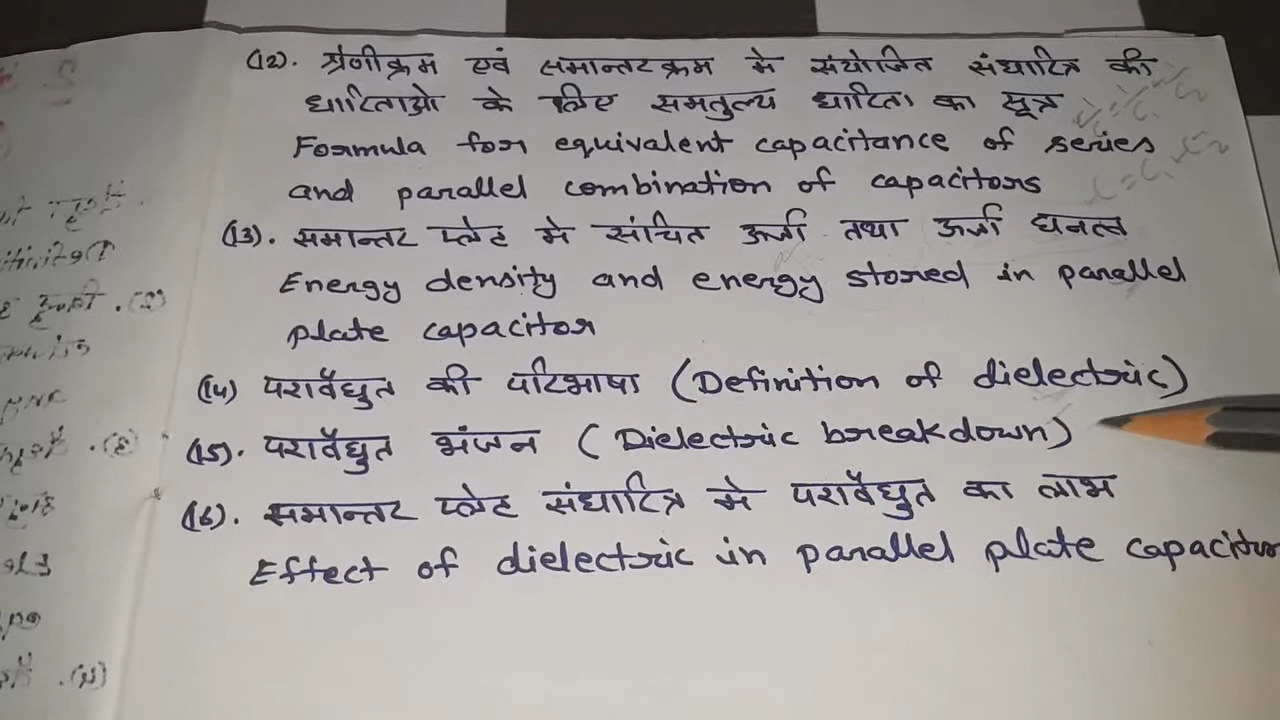 (12). श्रेणीक्रम एवं समान्तरक्रम मे संयोजित संधारित्र की
धारिताओ के लिए समतुल्य धारिता का सूत्र
Formula for equivalent capacitance of series
and parallel combination of capacitors
(13). समान्तर प्लेट मे संचित ऊर्जा तथा ऊर्जा घनत्व
Energy density and energy stored in parallel
plate capacitor
(14) परावैधुत की परिभाषा (Definition of dielectric)
(15). परावैधुत भंजन (Dielectric breakdown)
(16). समान्तर प्लेट संधारित्र मे परावैधुत का लाभ
Effect of dielectric in parallel plate capacitor